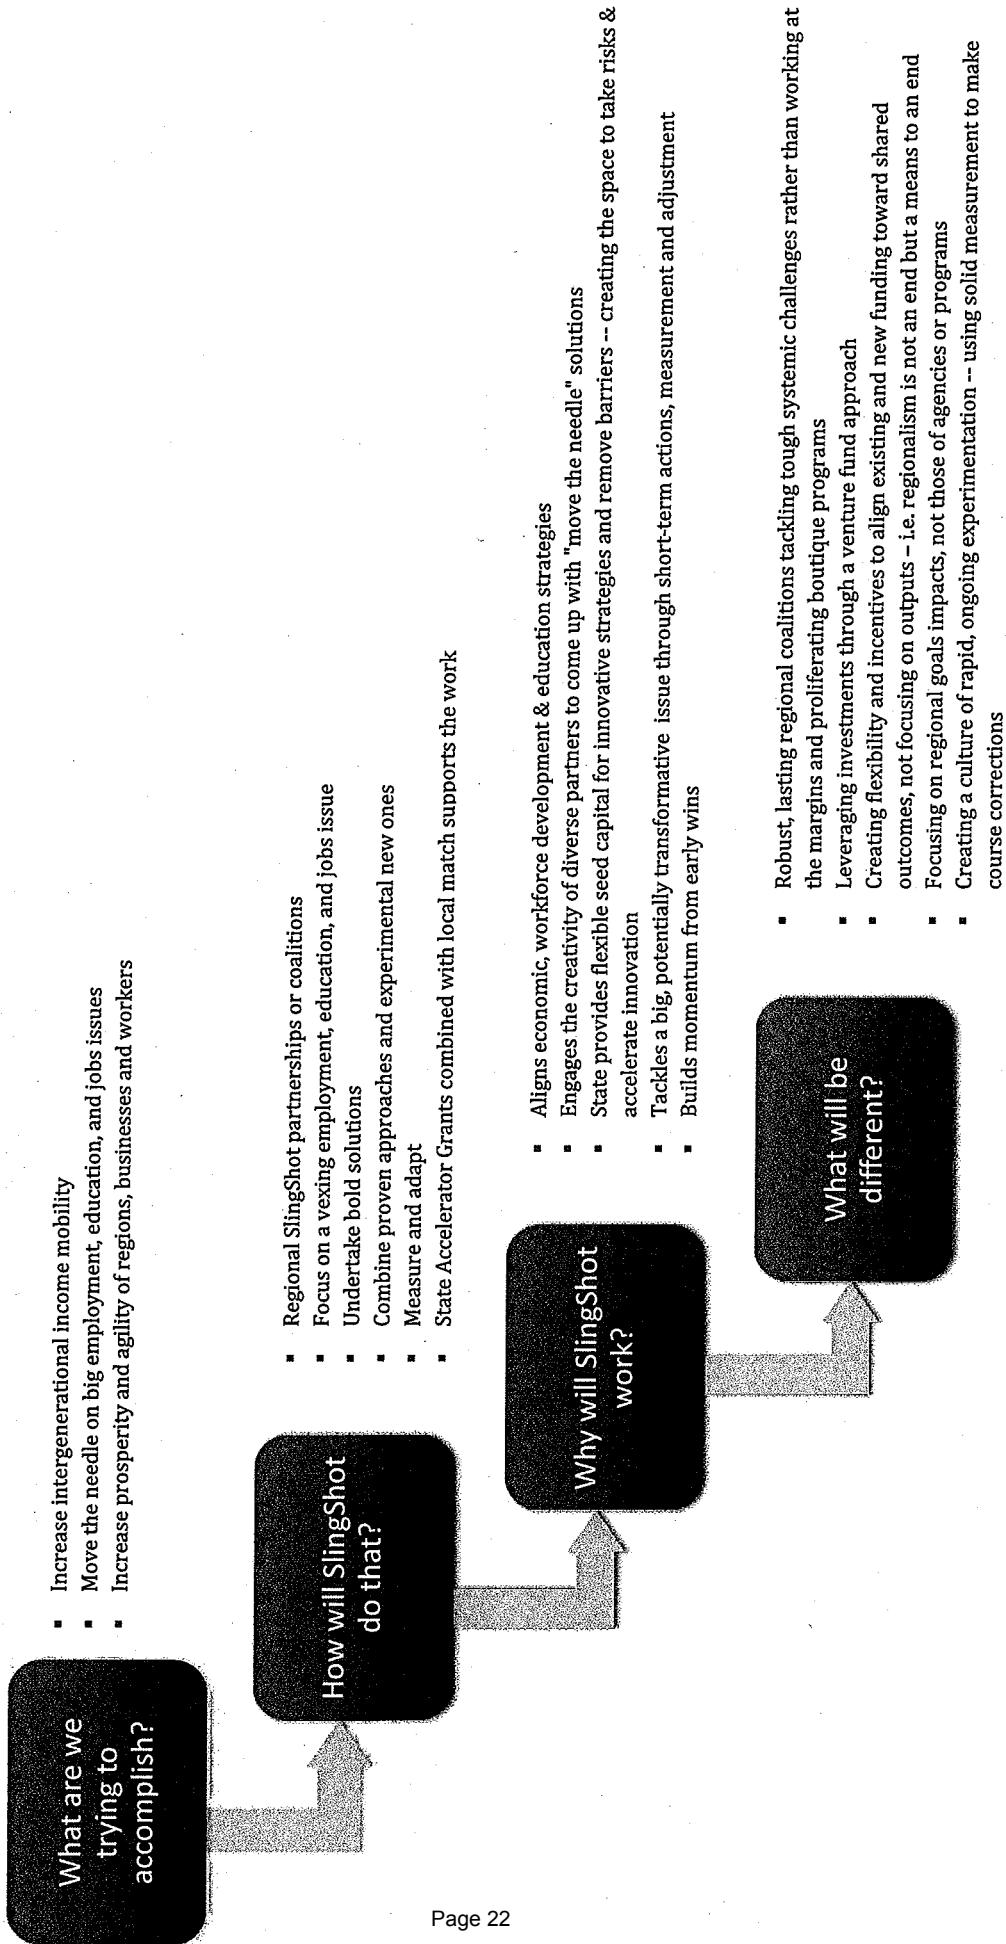 What are we
trying to
accomplish?
▪ Increase intergenerational income mobility
▪ Move the needle on big employment, education, and jobs issues
▪ Increase prosperity and agility of regions, businesses and workers
How will SlingShot
do that?
▪ Regional SlingShot partnerships or coalitions
▪ Focus on a vexing employment, education, and jobs issue
▪ Undertake bold solutions
▪ Combine proven approaches and experimental new ones
▪ Measure and adapt
▪ State Accelerator Grants combined with local match supports the work
Why will SlingShot
work?
▪ Aligns economic, workforce development & education strategies
▪ Engages the creativity of diverse partners to come up with "move the needle" solutions
▪ State provides flexible seed capital for innovative strategies and remove barriers -- creating the space to take risks &
accelerate innovation
▪ Tackles a big, potentially transformative issue through short-term actions, measurement and adjustment
▪ Builds momentum from early wins
What will be
different?
▪ Robust, lasting regional coalitions tackling tough systemic challenges rather than working at
the margins and proliferating boutique programs
▪ Leveraging investments through a venture fund approach
▪ Creating flexibility and incentives to align existing and new funding toward shared
outcomes, not focusing on outputs – i.e. regionalism is not an end but a means to an end
▪ Focusing on regional goals impacts, not those of agencies or programs
▪ Creating a culture of rapid, ongoing experimentation -- using solid measurement to make
course corrections
Page 22